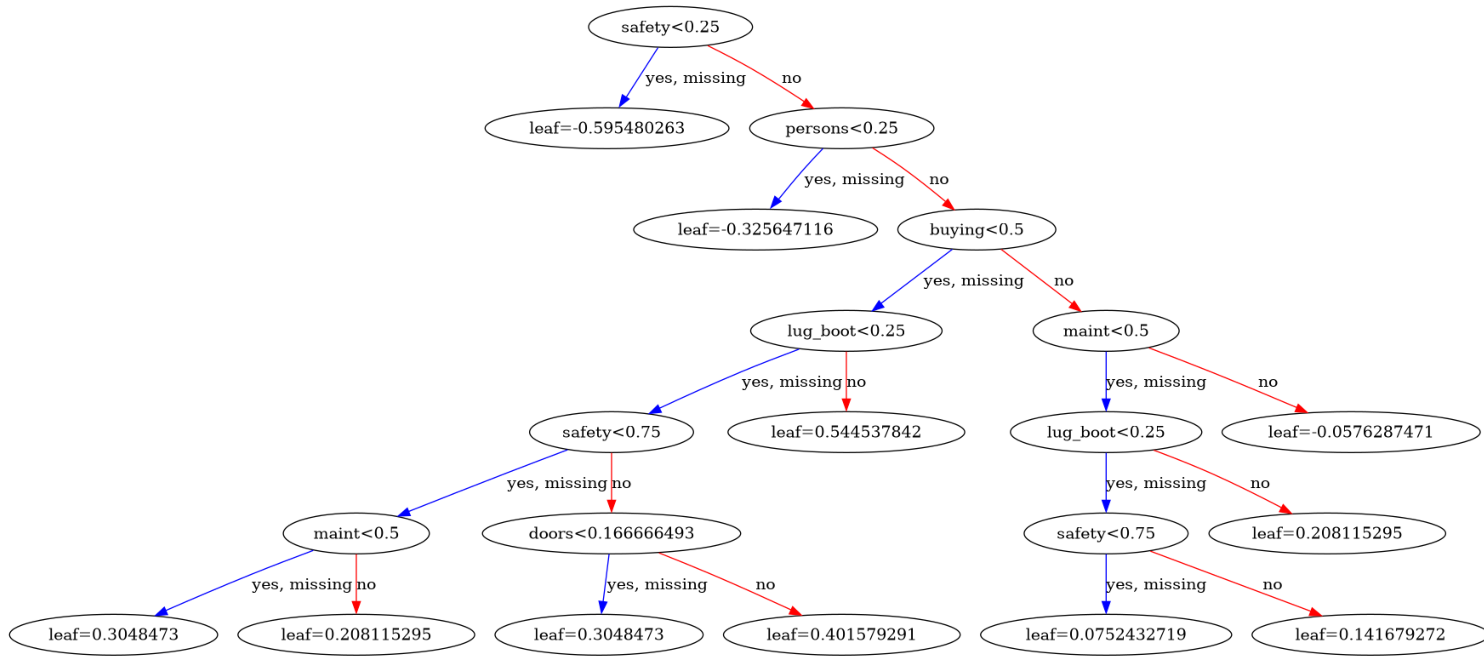 safety<0.25
yes, missing
no
leaf=-0.595480263
persons<0.25
yes, missing
no
leaf=-0.325647116
buying<0.5
yes, missing
no
lug_boot<0.25
maint<0.5
yes, missing
no
yes, missing
no
safety<0.75
leaf=0.544537842
lug_boot<0.25
leaf=-0.0576287471
yes, missing
no
yes, missing
no
maint<0.5
doors<0.166666493
safety<0.75
leaf=0.208115295
yes, missing
no
yes, missing
no
yes, missing
no
leaf=0.3048473
leaf=0.208115295
leaf=0.3048473
leaf=0.401579291
leaf=0.0752432719
leaf=0.141679272